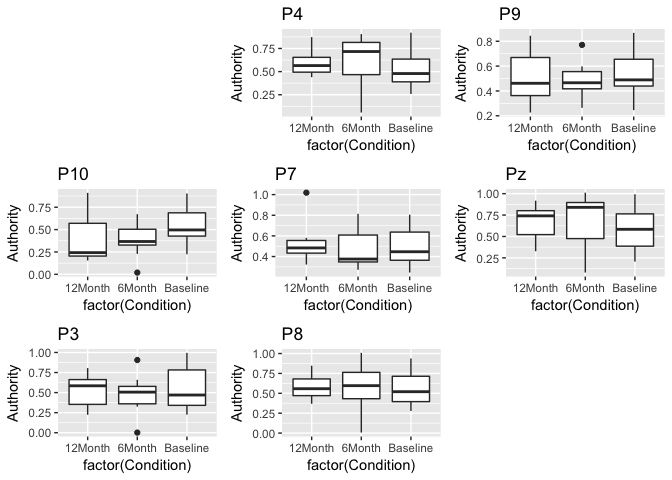 P4
Authority
0.75
0.50
0.25
12Month 6Month Baseline
factor(Condition)
P9
Authority
0.8
0.6
0.4
0.2
12Month 6Month Baseline
factor(Condition)
P10
Authority
0.75
0.50
0.25
0.00
12Month 6Month Baseline
factor(Condition)
P7
Authority
1.0
0.8
0.6
0.4
12Month 6Month Baseline
factor(Condition)
Pz
Authority
1.00
0.75
0.50
0.25
12Month 6Month Baseline
factor(Condition)
P3
Authority
1.00
0.75
0.50
0.25
0.00
12Month 6Month Baseline
factor(Condition)
P8
Authority
1.00
0.75
0.50
0.25
0.00
12Month 6Month Baseline
factor(Condition)